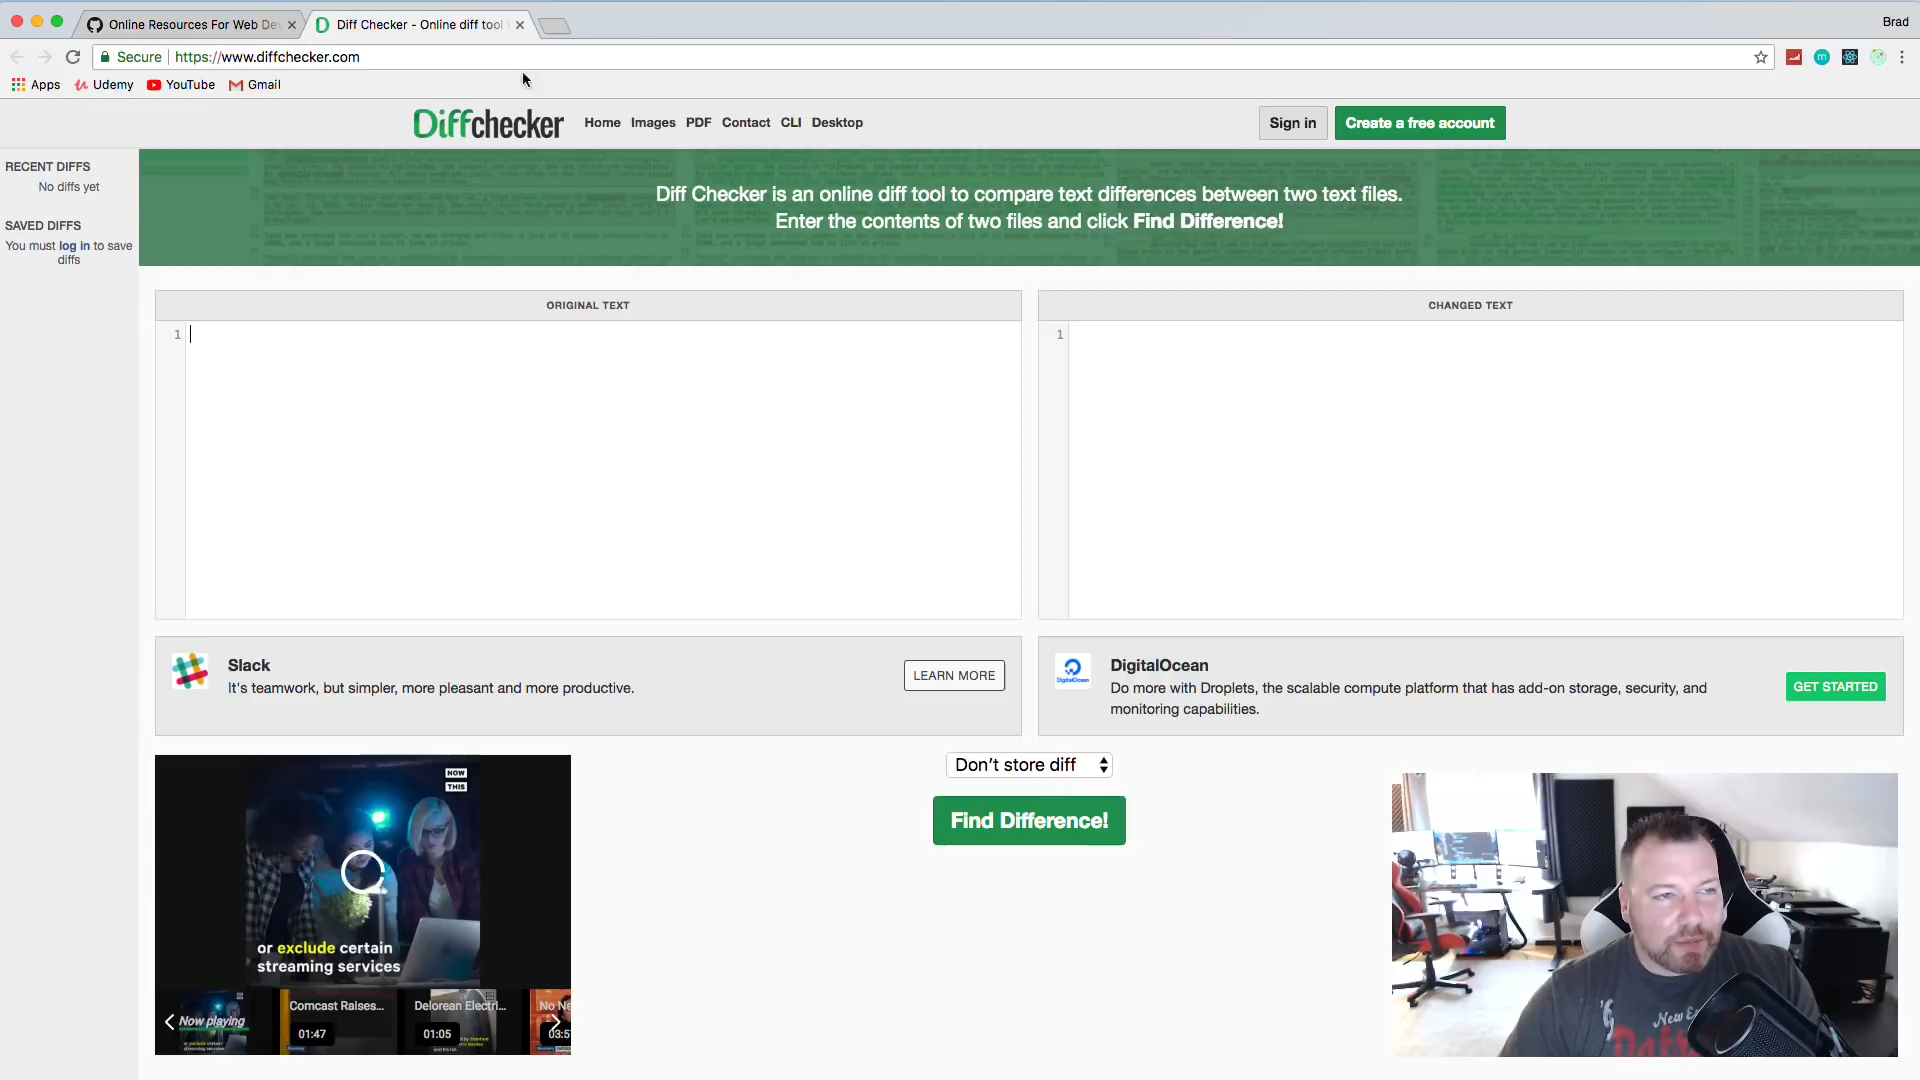 Online Resources For Web De
Diff Checker - Online diff tool
Brad
Secure
https://www.diffchecker.com
Apps
Udemy
YouTube
Gmail
Diffchecker
Home
Images
PDF
Contact
CLI
Desktop
Sign in
Create a free account
RECENT DIFFS
No diffs yet
SAVED DIFFS
You must log in to save
diffs
Diff Checker is an online diff tool to compare text differences between two text files.
Enter the contents of two files and click Find Difference!
ORIGINAL TEXT
1
CHANGED TEXT
1
Slack
It's teamwork, but simpler, more pleasant and more productive.
LEARN MORE
DigitalOcean
DigitalOcean
Do more with Droplets, the scalable compute platform that has add-on storage, security, and
monitoring capabilities.
GET STARTED
NOW
THIS
or exclude certain
streaming services
Now playing
Comcast Raises...
01:47
Delorean Electri...
01:05
No Ne
03:5
Don't store diff
Find Difference!
New E